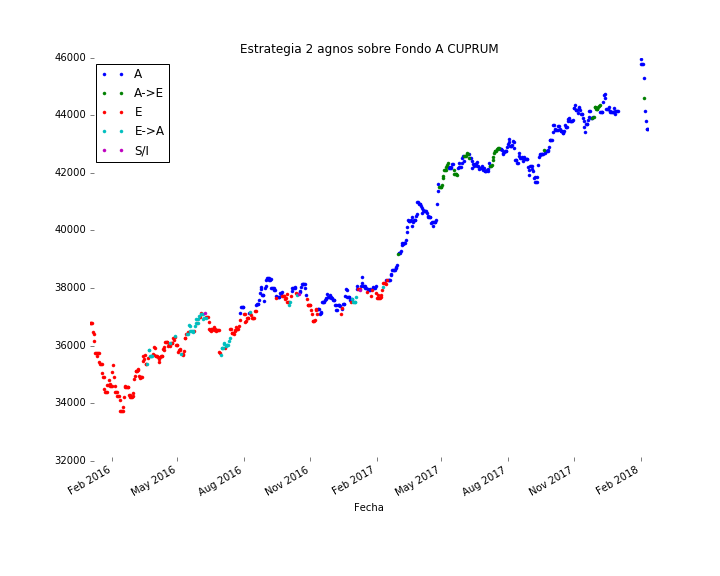 Estrategia 2 agnos sobre Fondo A CUPRUM
46000
44000
42000
40000
38000
36000
34000
32000
A
A->E
E
E->A
S/I
Feb 2016
May 2016
Aug 2016
Nov 2016
Feb 2017
May 2017
Aug 2017
Nov 2017
Feb 2018
Fecha